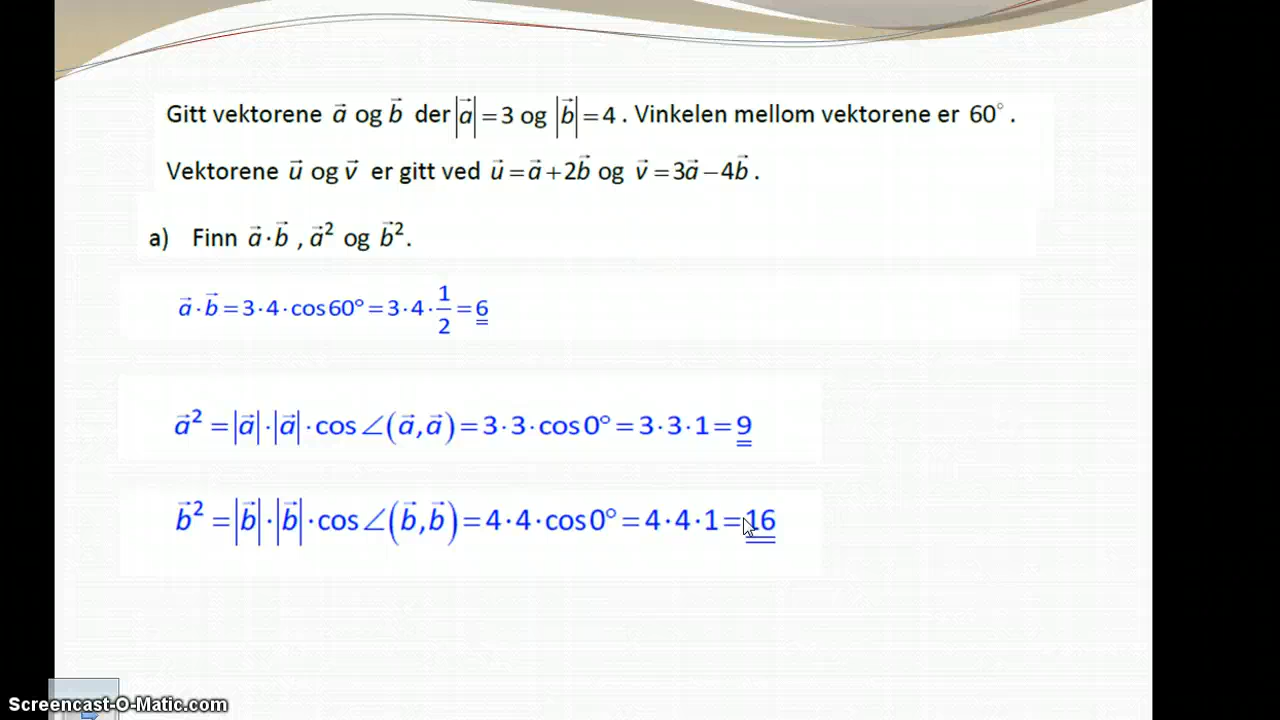 Gitt vektorene a⃗ og b⃗ der |a⃗| = 3 og |b⃗| = 4 . Vinkelen mellom vektorene er 60° .
Vektorene u⃗ og v⃗ er gitt ved u⃗ = a⃗ + 2b⃗ og v⃗ = 3a⃗ − 4b⃗ .
a) Finn a⃗ · b⃗ , a⃗² og b⃗².
a⃗ · b⃗ = 3 · 4 · cos 60° = 3 · 4 · 1/2 = 6
a⃗² = |a⃗| · |a⃗| · cos ∠(a⃗, a⃗) = 3 · 3 · cos 0° = 3 · 3 · 1 = 9
b⃗² = |b⃗| · |b⃗| · cos ∠(b⃗, b⃗) = 4 · 4 · cos 0° = 4 · 4 · 1 = 16
Screencast-O-Matic.com